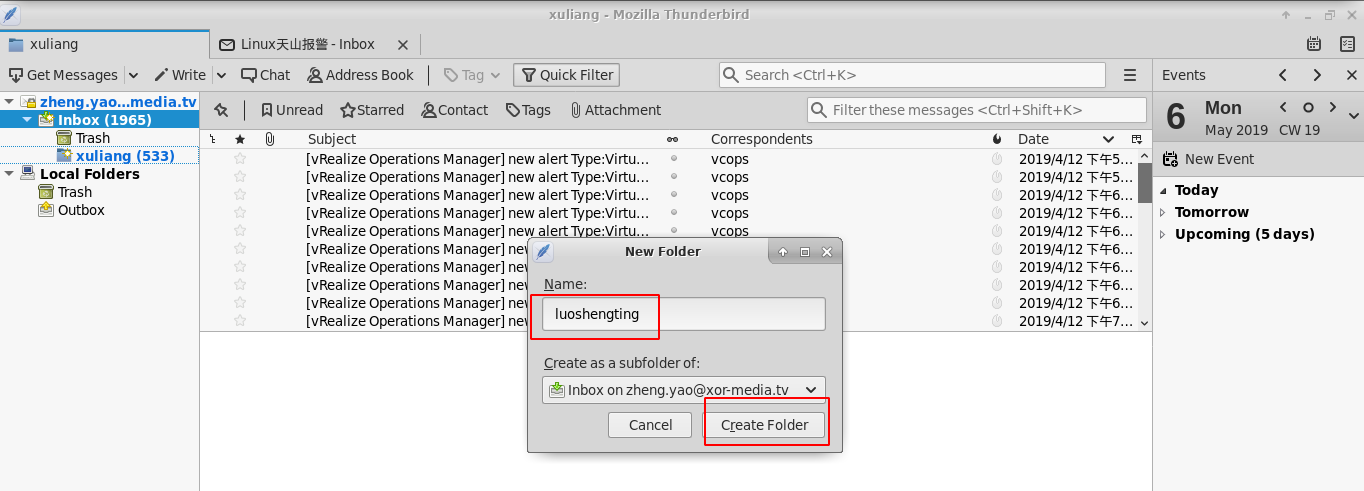 xuliang - Mozilla Thunderbird
xuliang
Linux天山报警 - Inbox
Get Messages
Write
Chat
Address Book
Tag
Quick Filter
Search <Ctrl+K>
Events
zheng.yao...media.tv
Inbox (1965)
Trash
xuliang (533)
Local Folders
Trash
Outbox
Unread
Starred
Contact
Tags
Attachment
Filter these messages <Ctrl+Shift+K>
Subject
Correspondents
Date
[vRealize Operations Manager] new alert Type:Virtu... vcops 2019/4/12 下午5...
[vRealize Operations Manager] new alert Type:Virtu... vcops 2019/4/12 下午5...
[vRealize Operations Manager] new alert Type:Virtu... vcops 2019/4/12 下午6...
[vRealize Operations Manager] new alert Type:Virtu... vcops 2019/4/12 下午6...
[vRealize Operations Manager] new alert Type:Virtu... vcops 2019/4/12 下午6...
[vRealize Operations Manager] new 2019/4/12 下午6...
[vRealize Operations Manager] new 2019/4/12 下午6...
[vRealize Operations Manager] new 2019/4/12 下午6...
[vRealize Operations Manager] new 2019/4/12 下午6...
[vRealize Operations Manager] new 2019/4/12 下午7...
New Folder
Name:
luoshengting
Create as a subfolder of:
Inbox on zheng.yao@xor-media.tv
Cancel
Create Folder
6
Mon
May 2019 CW 19
New Event
Today
Tomorrow
Upcoming (5 days)